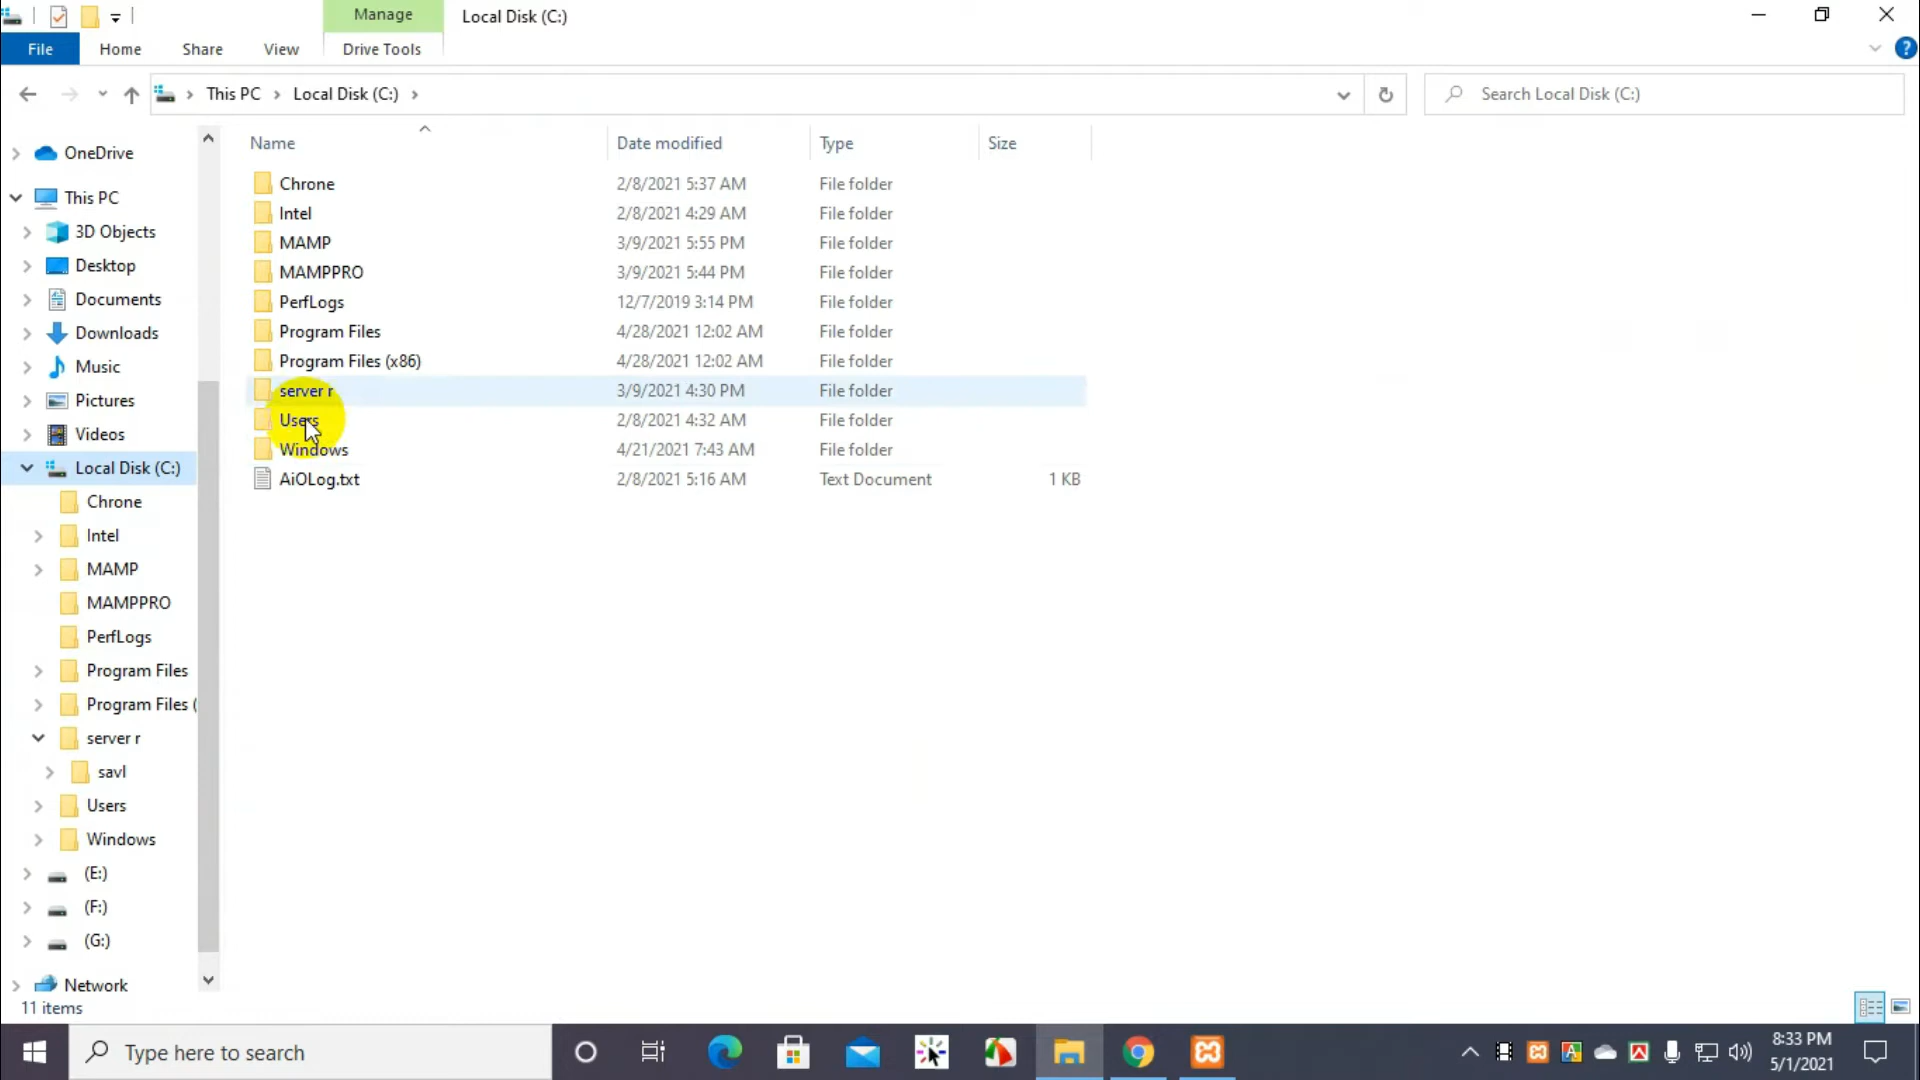 Manage
Local Disk (C:)
File
Home
Share
View
Drive Tools
This PC
Local Disk (C:)
Search Local Disk (C:)
OneDrive
This PC
3D Objects
Desktop
Documents
Downloads
Music
Pictures
Videos
Local Disk (C:)
Chrone
Intel
MAMP
MAMPPRO
PerfLogs
Program Files
Program Files (
server r
savl
Users
Windows
(E:)
(F:)
(G:)
Network
Name Date modified Type Size
Chrone 2/8/2021 5:37 AM File folder
Intel 2/8/2021 4:29 AM File folder
MAMP 3/9/2021 5:55 PM File folder
MAMPPRO 3/9/2021 5:44 PM File folder
PerfLogs 12/7/2019 3:14 PM File folder
Program Files 4/28/2021 12:02 AM File folder
Program Files (x86) 4/28/2021 12:02 AM File folder
server r 3/9/2021 4:30 PM File folder
Users 2/8/2021 4:32 AM File folder
Windows 4/21/2021 7:43 AM File folder
AiOLog.txt 2/8/2021 5:16 AM Text Document 1 KB
11 items
Type here to search
8:33 PM
5/1/2021